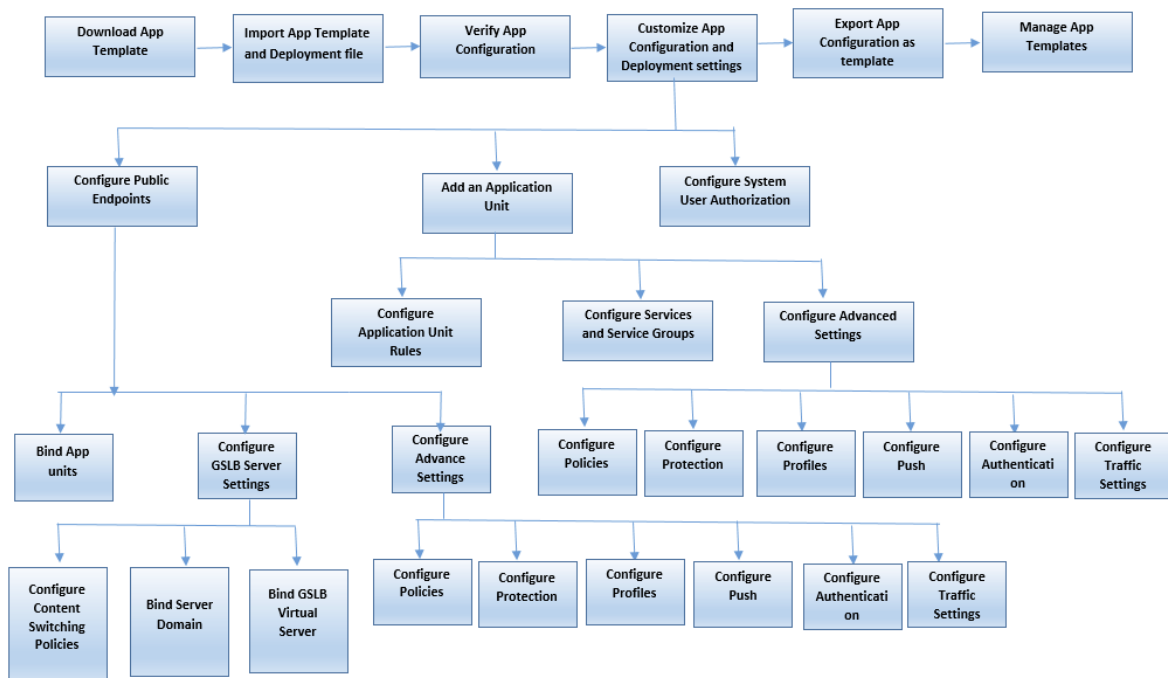 Download App
Template
Import App Template
and Deployment file
Verify App
Configuration
Customize App
Configuration and
Deployment settings
Export App
Configuration as
template
Manage App
Templates
Configure Public
Endpoints
Add an Application
Unit
Configure System
User Authorization
Configure
Application Unit
Rules
Configure Services
and Service Groups
Configure Advanced
Settings
Bind App
units
Configure
GSLB Server
Settings
Configure
Advance
Settings
Configure
Policies
Configure
Protection
Configure
Profiles
Configure
Push
Configure
Authenticati
on
Configure
Traffic
Settings
Configure
Content
Switching
Policies
Bind Server
Domain
Bind GSLB
Virtual
Server
Configure
Policies
Configure
Protection
Configure
Profiles
Configure
Push
Configure
Authenticati
on
Configure
Traffic
Settings